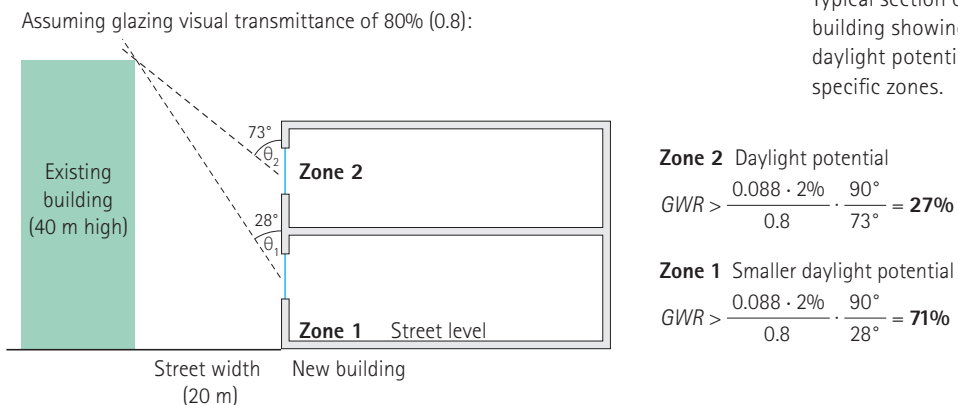 Assuming glazing visual transmittance of 80% (0.8):
Typical section
building showing
daylight potenti
specific zones.
73°
θ₂
Zone 2
Existing
building
(40 m high)
28°
θ₁
Zone 1 Street level
Street width
(20 m)
New building
Zone 2 Daylight potential
GWR > 0.088 · 2% / 0.8 · 90° / 73° = 27%
Zone 1 Smaller daylight potential
GWR > 0.088 · 2% / 0.8 · 90° / 28° = 71%